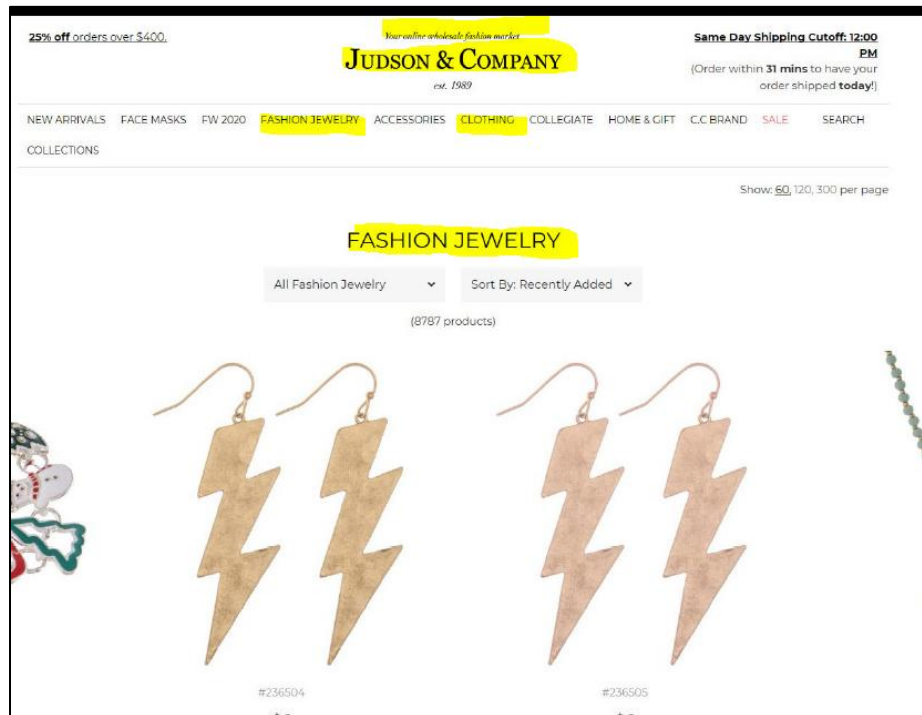 25% off orders over $400.
Your online wholesale fashion market
JUDSON & COMPANY
est. 1989
Same Day Shipping Cutoff: 12:00
PM
(Order within 31 mins to have your
order shipped today!)
NEW ARRIVALS FACE MASKS FW 2020 FASHION JEWELRY ACCESSORIES CLOTHING COLLEGIATE HOME & GIFT C.C BRAND SALE SEARCH
COLLECTIONS
Show: 60, 120, 300 per page
FASHION JEWELRY
All Fashion Jewelry Sort By: Recently Added
(8787 products)
#236504 #236505